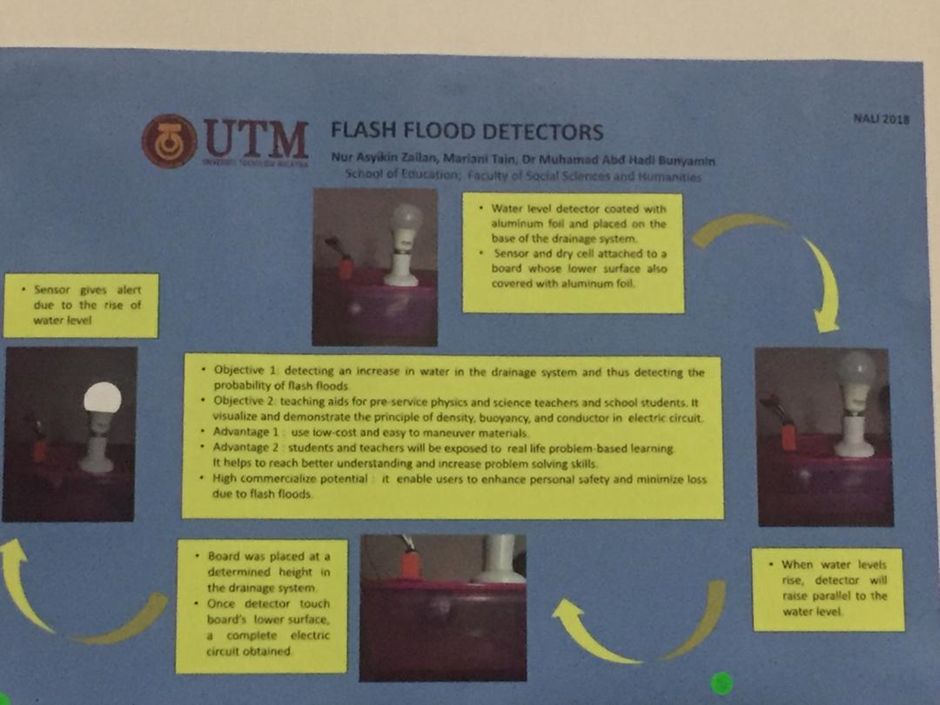 NALI 2018
UTM
UNIVERSITI TEKNOLOGI MALAYSIA
FLASH FLOOD DETECTORS
Nur Asyikin Zailan, Mariani Tain, Dr Muhamad Abd Hadi Bunyamin
School of Education; Faculty of Social Sciences and Humanities
• Water level detector coated with
aluminum foil and placed on the
base of the drainage system.
• Sensor and dry cell attached to a
board whose lower surface also
covered with aluminum foil.
• Sensor gives alert
due to the rise of
water level
• Objective 1: detecting an increase in water in the drainage system and thus detecting the
probability of flash floods.
• Objective 2: teaching aids for pre-service physics and science teachers and school students. It
visualize and demonstrate the principle of density, buoyancy, and conductor in electric circuit.
• Advantage 1 : use low-cost and easy to maneuver materials.
• Advantage 2 : students and teachers will be exposed to real life problem-based learning.
It helps to reach better understanding and increase problem solving skills.
• High commercialize potential : it enable users to enhance personal safety and minimize loss
due to flash floods.
• When water levels
rise, detector will
raise parallel to the
water level.
• Board was placed at a
determined height in
the drainage system.
• Once detector touch
board's lower surface,
a complete electric
circuit obtained.